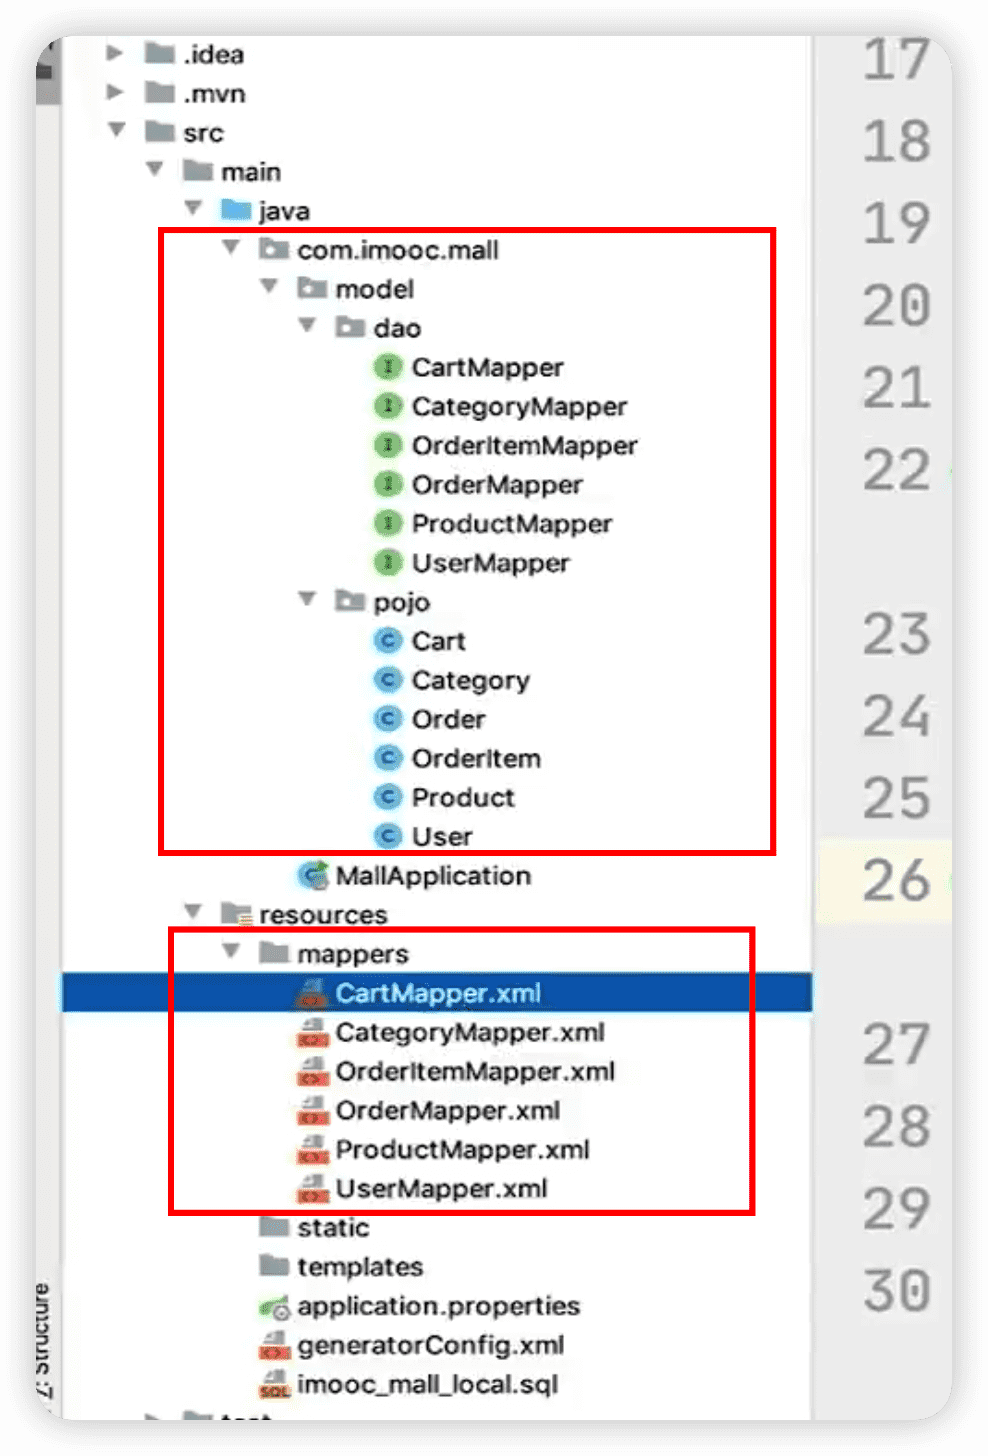 .idea
17
.mvn
src
18
main
java
19
com.imooc.mall
model
20
dao
CartMapper
21
CategoryMapper
OrderItemMapper
22
OrderMapper
ProductMapper
UserMapper
pojo
23
Cart
Category
24
Order
OrderItem
25
Product
User
26
MallApplication
resources
mappers
CartMapper.xml
CategoryMapper.xml
27
OrderItemMapper.xml
OrderMapper.xml
28
ProductMapper.xml
UserMapper.xml
29
static
templates
30
application.properties
generatorConfig.xml
Z: Structure
imooc_mall_local.sql